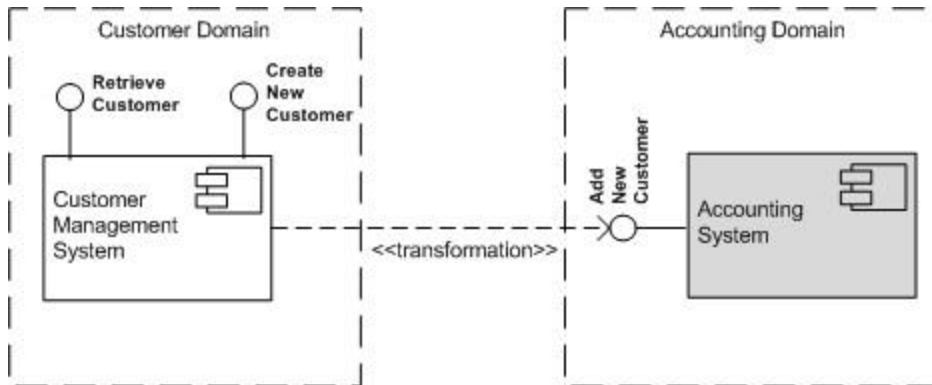 Customer Domain
Accounting Domain
Retrieve
Customer
Create
New
Customer
Add
New
Customer
Customer
Management
System
Accounting
System
<<transformation>>